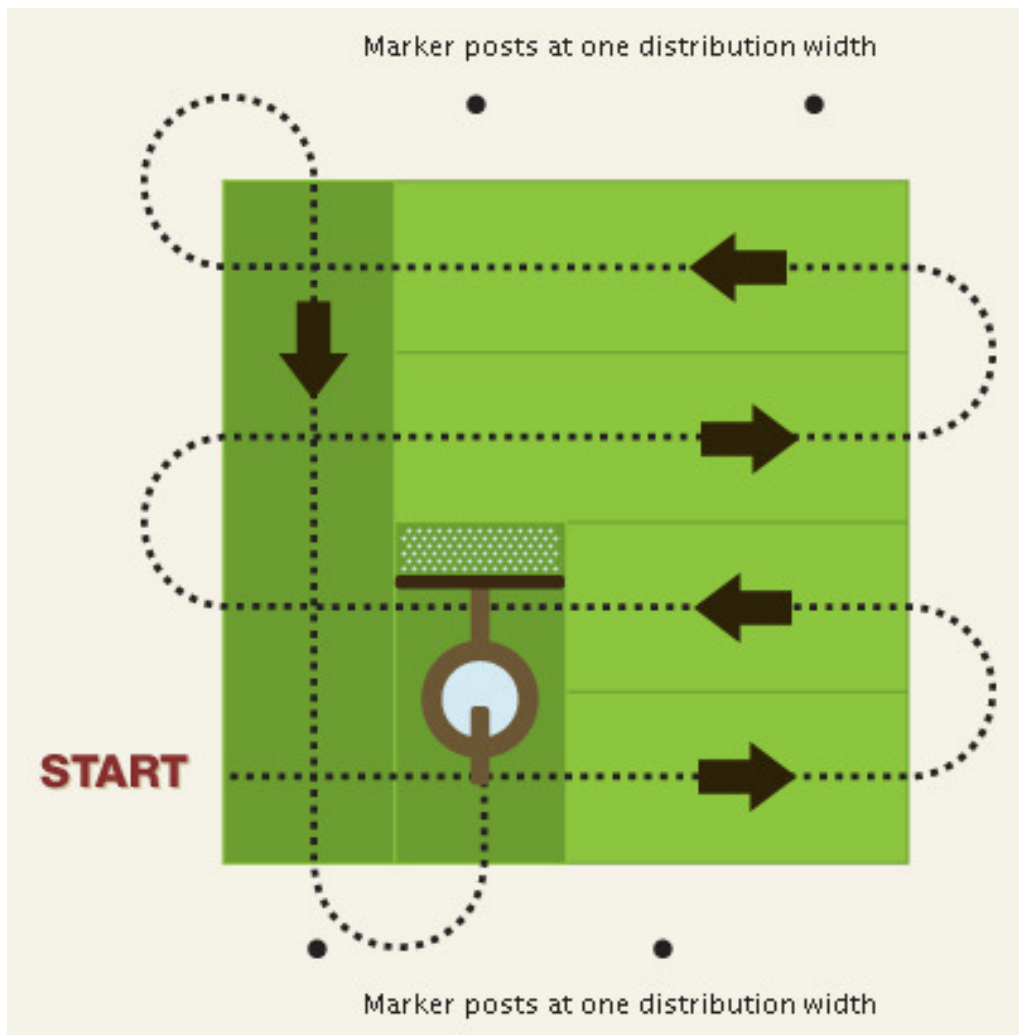 Marker posts at one distribution width
START
Marker posts at one distribution width